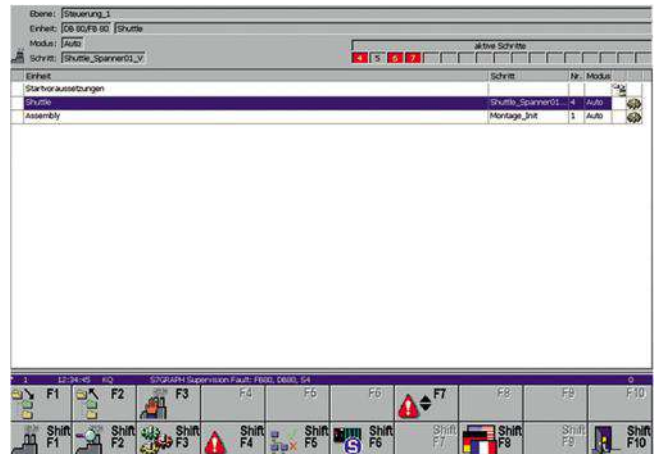 Ebene: Steuerung_1
Einheit: DB 80/FB 80 Shuttle
Modus: Auto
aktive Schritte
Schritt: Shuttle_Spanner01_V
4 5 6 7
Einheit Schritt Nr. Modus
Startvoraussetzungen
Shuttle Shuttle_Spanner01... 4 Auto
Assembly Montage_Init 1 Auto
1 12:34:45 KQ S7GRAPH Supervision Fault: FB80, DB80, S4 0
F1 F2 F3 F4 F5 F6 F7 F8 F9 F10
Shift F1 Shift F2 Shift F3 Shift F4 Shift F5 S Shift F6 Shift F7 Shift F8 Shift F9 Shift F10